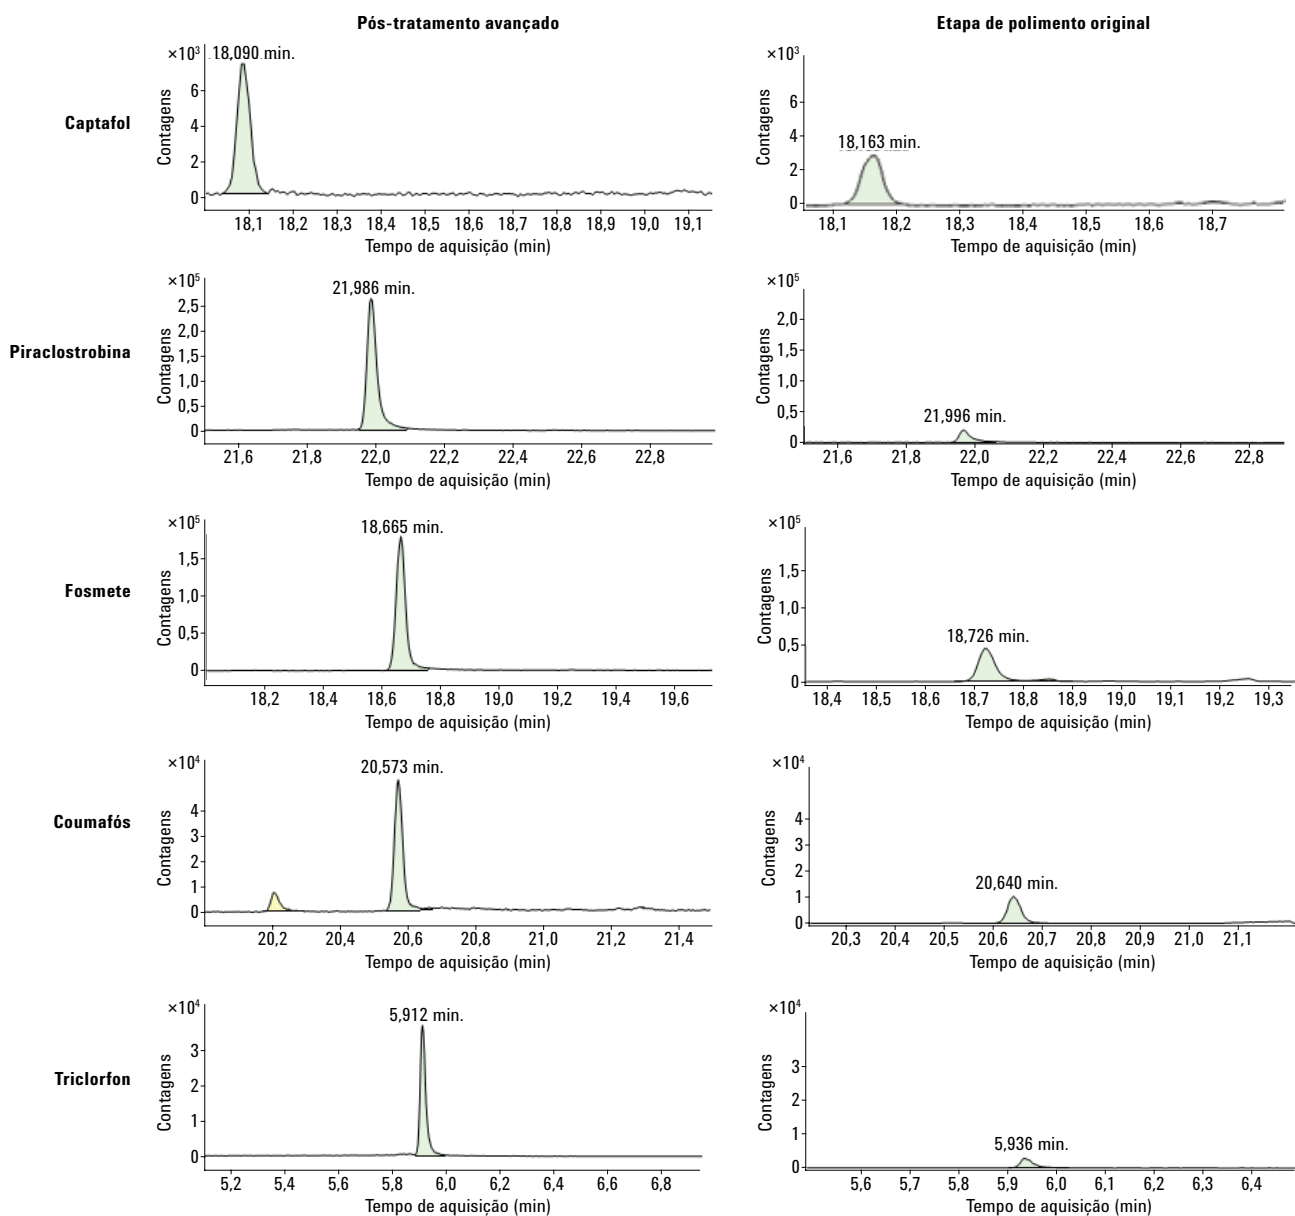 Pós-tratamento avançado
Etapa de polimento original
Captafol
×10³
18,090 min.
Contagens
6
4
2
0
18,1 18,2 18,3 18,4 18,5 18,6 18,7 18,8 18,9 19,0 19,1
Tempo de aquisição (min)
×10³
18,163 min.
Contagens
6
4
2
0
18,1 18,2 18,3 18,4 18,5 18,6 18,7
Tempo de aquisição (min)
Piraclostrobina
×10⁵
21,986 min.
Contagens
2,5
2,0
1,5
1,0
0,5
0
21,6 21,8 22,0 22,2 22,4 22,6 22,8
Tempo de aquisição (min)
×10⁵
21,996 min.
Contagens
2,0
1,5
1,0
0,5
0
21,6 21,8 22,0 22,2 22,4 22,6 22,8
Tempo de aquisição (min)
Fosmete
×10⁵
18,665 min.
Contagens
1,5
1,0
0,5
0
18,2 18,4 18,6 18,8 19,0 19,2 19,4 19,6
Tempo de aquisição (min)
×10⁵
18,726 min.
Contagens
1,5
1,0
0,5
0
18,4 18,5 18,6 18,7 18,8 18,9 19,0 19,1 19,2 19,3
Tempo de aquisição (min)
Coumafós
×10⁴
20,573 min.
Contagens
4
3
2
1
0
20,2 20,4 20,6 20,8 21,0 21,2 21,4
Tempo de aquisição (min)
×10⁴
20,640 min.
Contagens
4
3
2
1
0
20,3 20,4 20,5 20,6 20,7 20,8 20,9 21,0 21,1
Tempo de aquisição (min)
Triclorfon
×10⁴
5,912 min.
Contagens
3
2
1
0
5,2 5,4 5,6 5,8 6,0 6,2 6,4 6,6 6,8
Tempo de aquisição (min)
×10⁴
5,936 min.
Contagens
3
2
1
0
5,6 5,7 5,8 5,9 6,0 6,1 6,2 6,3 6,4
Tempo de aquisição (min)